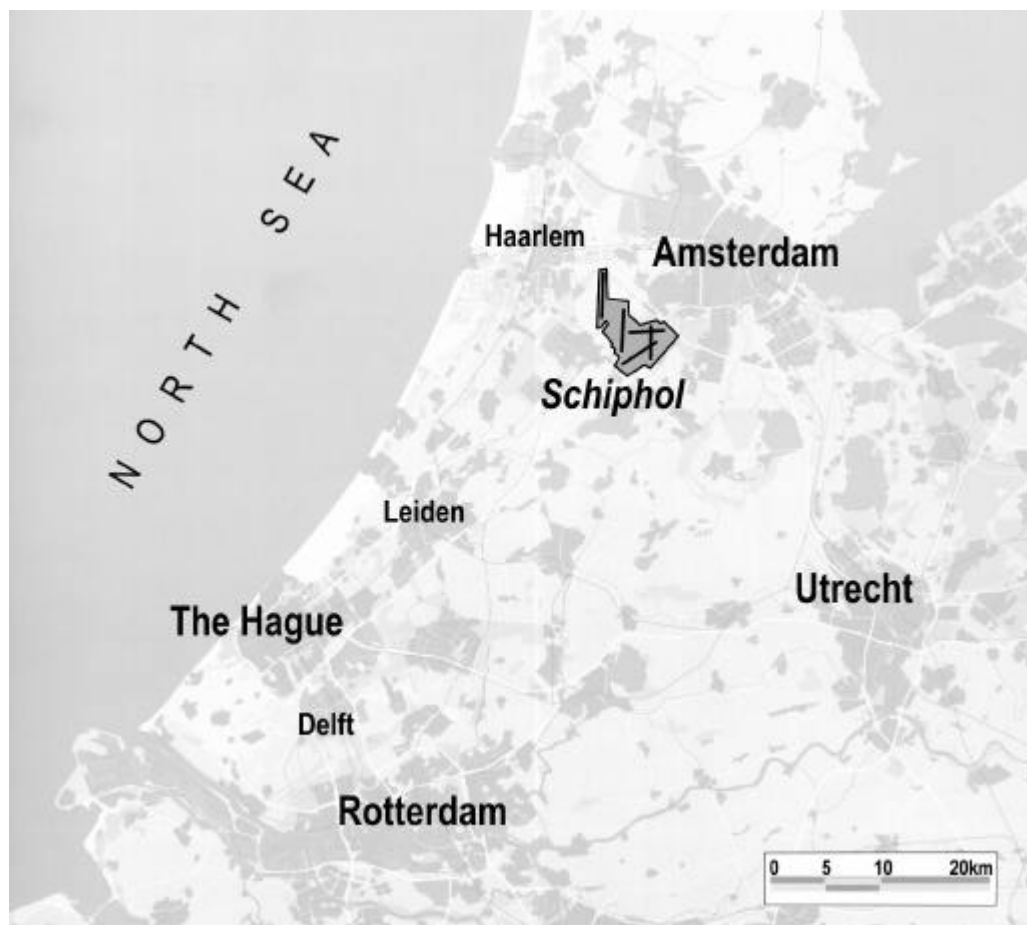 NORTH SEA
Haarlem
Amsterdam
Schiphol
Leiden
Utrecht
The Hague
Delft
Rotterdam
0 5 10 20km